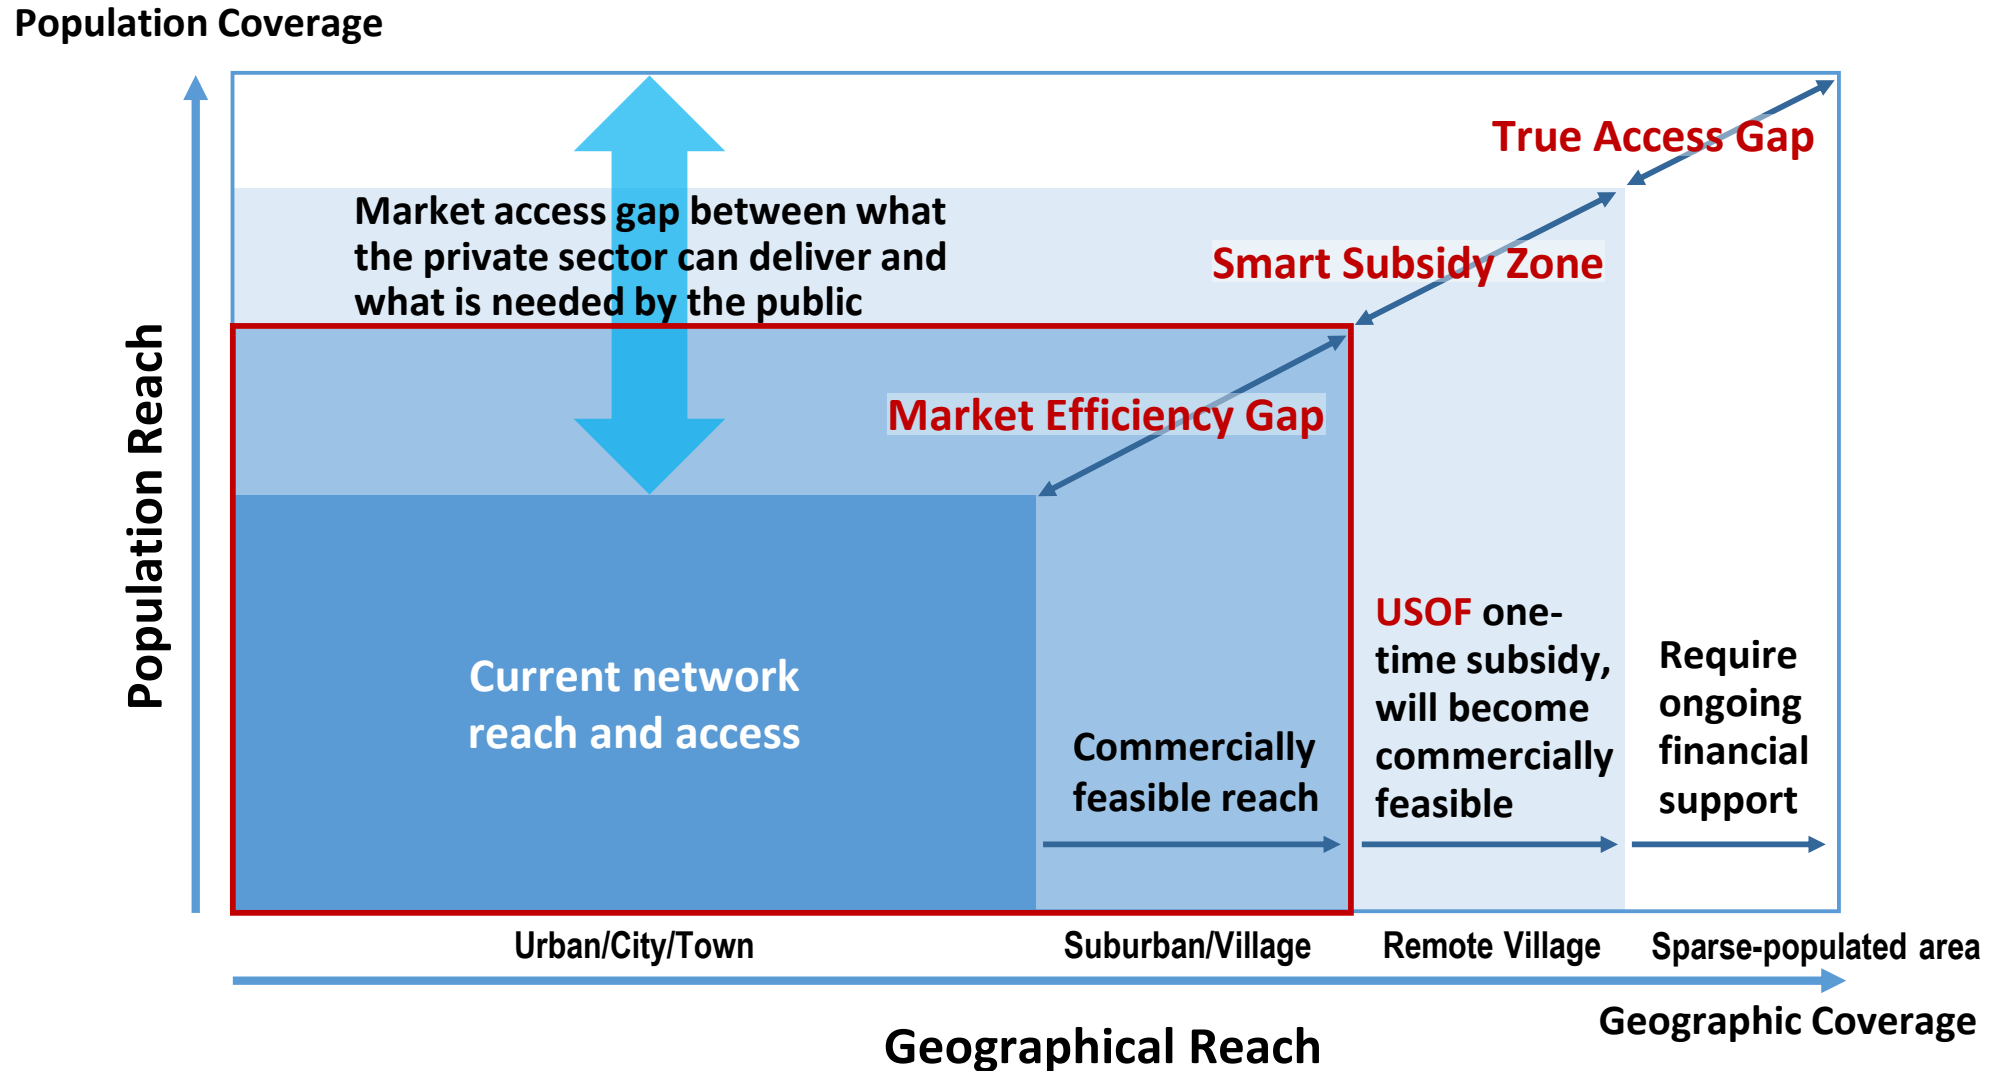 Population Coverage
True Access Gap
Market access gap between what
the private sector can deliver and
what is needed by the public
Smart Subsidy Zone
Market Efficiency Gap
Population Reach
Current network
reach and access
Commercially
feasible reach
USOF one-
time subsidy,
will become
commercially
feasible
Require
ongoing
financial
support
Urban/City/Town
Suburban/Village
Remote Village
Sparse-populated area
Geographic Coverage
Geographical Reach